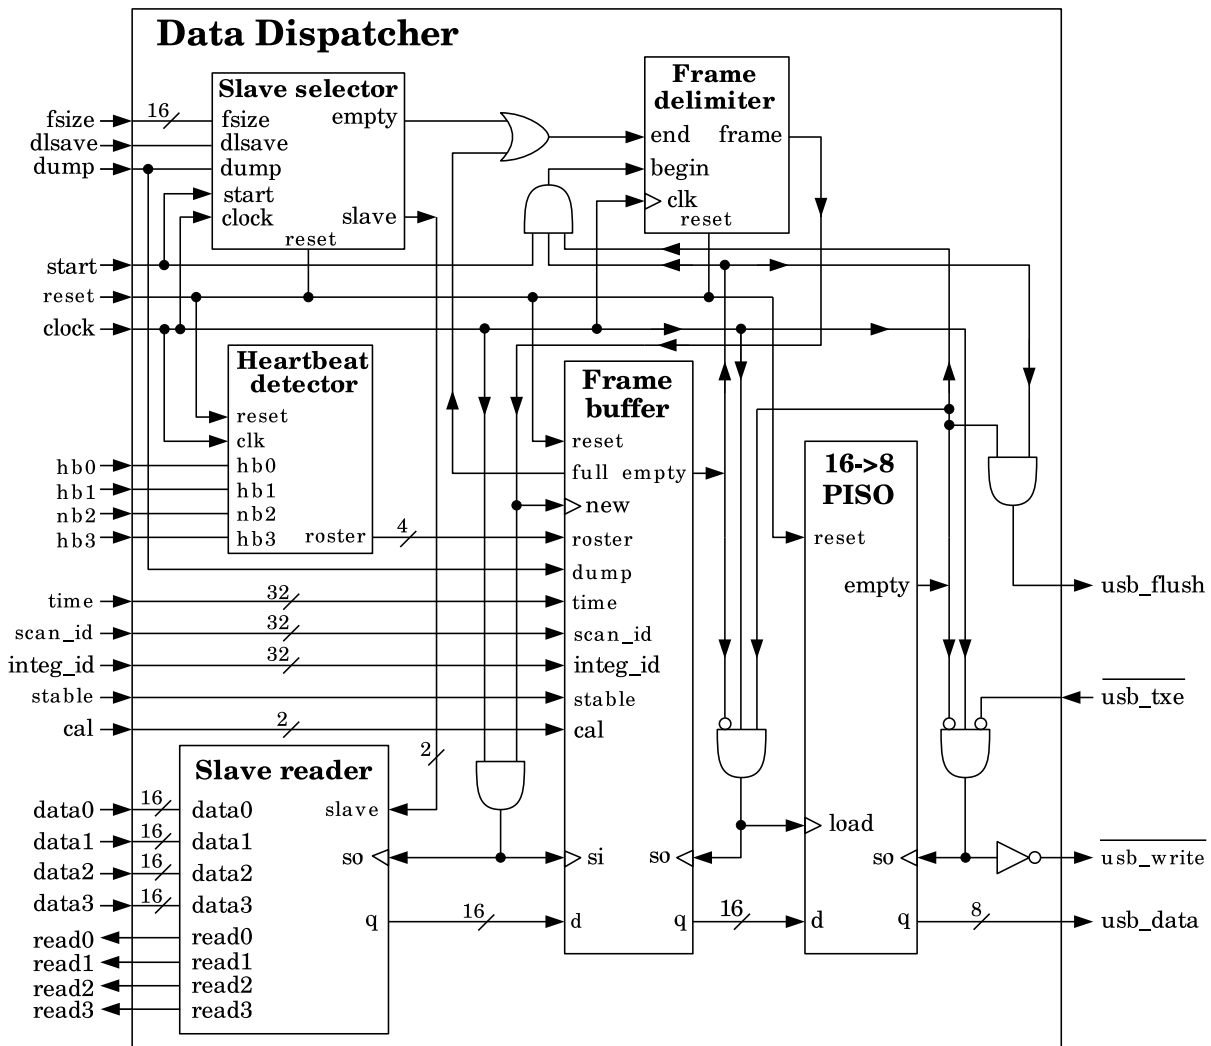 Data Dispatcher
Slave selector
fsize
16
fsize
empty
dlsave
dlsave
dump
dump
start
clock
slave
reset
Frame
delimiter
end
frame
begin
clk
reset
start
reset
clock
Heartbeat
detector
reset
clk
hb0
hb0
hb1
hb1
nb2
nb2
hb3
hb3
roster
4
Frame
buffer
reset
full
empty
new
roster
dump
time
32
time
scan_id
32
scan_id
integ_id
32
integ_id
stable
stable
cal
2
cal
2
16->8
PISO
reset
empty
usb_flush
usb_txe
Slave reader
data0
16
data0
slave
data1
16
data1
data2
16
data2
so
si
so
load
so
usb_write
data3
16
data3
q
16
d
q
16
d
q
8
usb_data
read0
read0
read1
read1
read2
read2
read3
read3